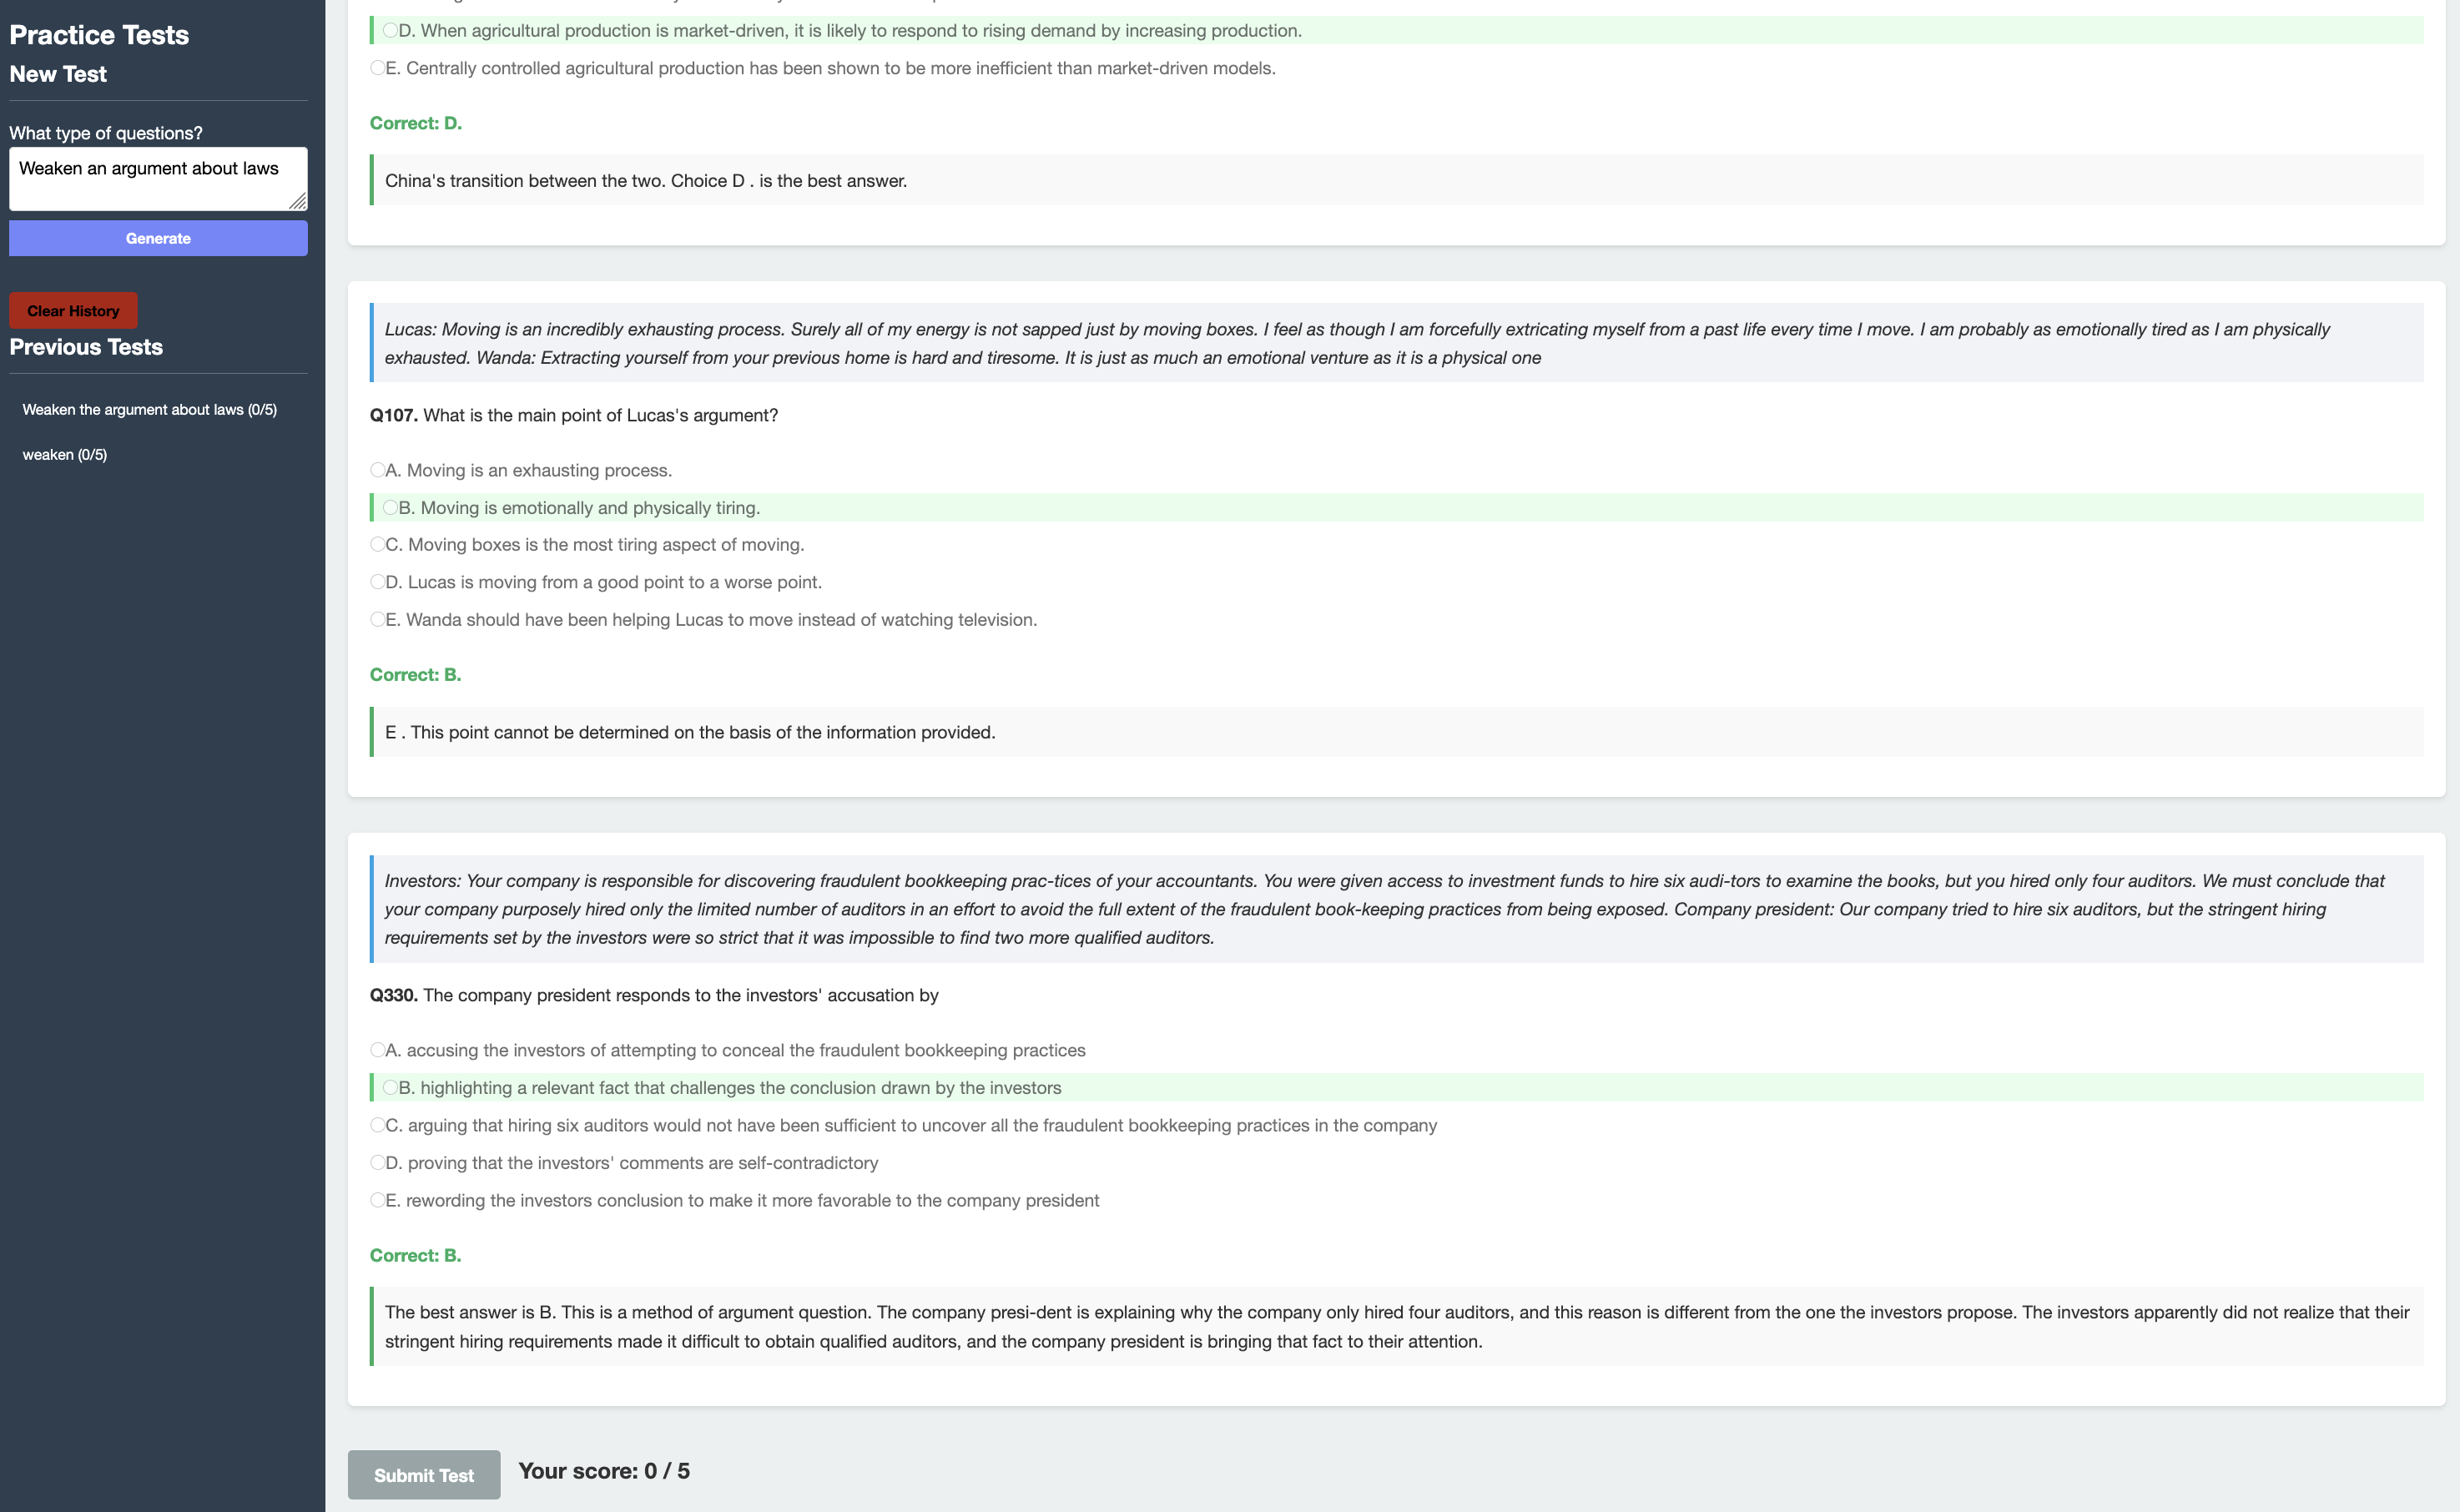 Practice Tests
New Test
What type of questions?
Weaken an argument about laws
Generate
Clear History
Previous Tests
Weaken the argument about laws (0/5)
weaken (0/5)
D. When agricultural production is market-driven, it is likely to respond to rising demand by increasing production.
E. Centrally controlled agricultural production has been shown to be more inefficient than market-driven models.
Correct: D.
China's transition between the two. Choice D . is the best answer.
Lucas: Moving is an incredibly exhausting process. Surely all of my energy is not sapped just by moving boxes. I feel as though I am forcefully extricating myself from a past life every time I move. I am probably as emotionally tired as I am physically
exhausted. Wanda: Extracting yourself from your previous home is hard and tiresome. It is just as much an emotional venture as it is a physical one
Q107. What is the main point of Lucas's argument?
A. Moving is an exhausting process.
B. Moving is emotionally and physically tiring.
C. Moving boxes is the most tiring aspect of moving.
D. Lucas is moving from a good point to a worse point.
E. Wanda should have been helping Lucas to move instead of watching television.
Correct: B.
E . This point cannot be determined on the basis of the information provided.
Investors: Your company is responsible for discovering fraudulent bookkeeping prac-tices of your accountants. You were given access to investment funds to hire six audi-tors to examine the books, but you hired only four auditors. We must conclude that
your company purposely hired only the limited number of auditors in an effort to avoid the full extent of the fraudulent book-keeping practices from being exposed. Company president: Our company tried to hire six auditors, but the stringent hiring
requirements set by the investors were so strict that it was impossible to find two more qualified auditors.
Q330. The company president responds to the investors' accusation by
A. accusing the investors of attempting to conceal the fraudulent bookkeeping practices
B. highlighting a relevant fact that challenges the conclusion drawn by the investors
C. arguing that hiring six auditors would not have been sufficient to uncover all the fraudulent bookkeeping practices in the company
D. proving that the investors' comments are self-contradictory
E. rewording the investors conclusion to make it more favorable to the company president
Correct: B.
The best answer is B. This is a method of argument question. The company presi-dent is explaining why the company only hired four auditors, and this reason is different from the one the investors propose. The investors apparently did not realize that their
stringent hiring requirements made it difficult to obtain qualified auditors, and the company president is bringing that fact to their attention.
Submit Test
Your score: 0 / 5